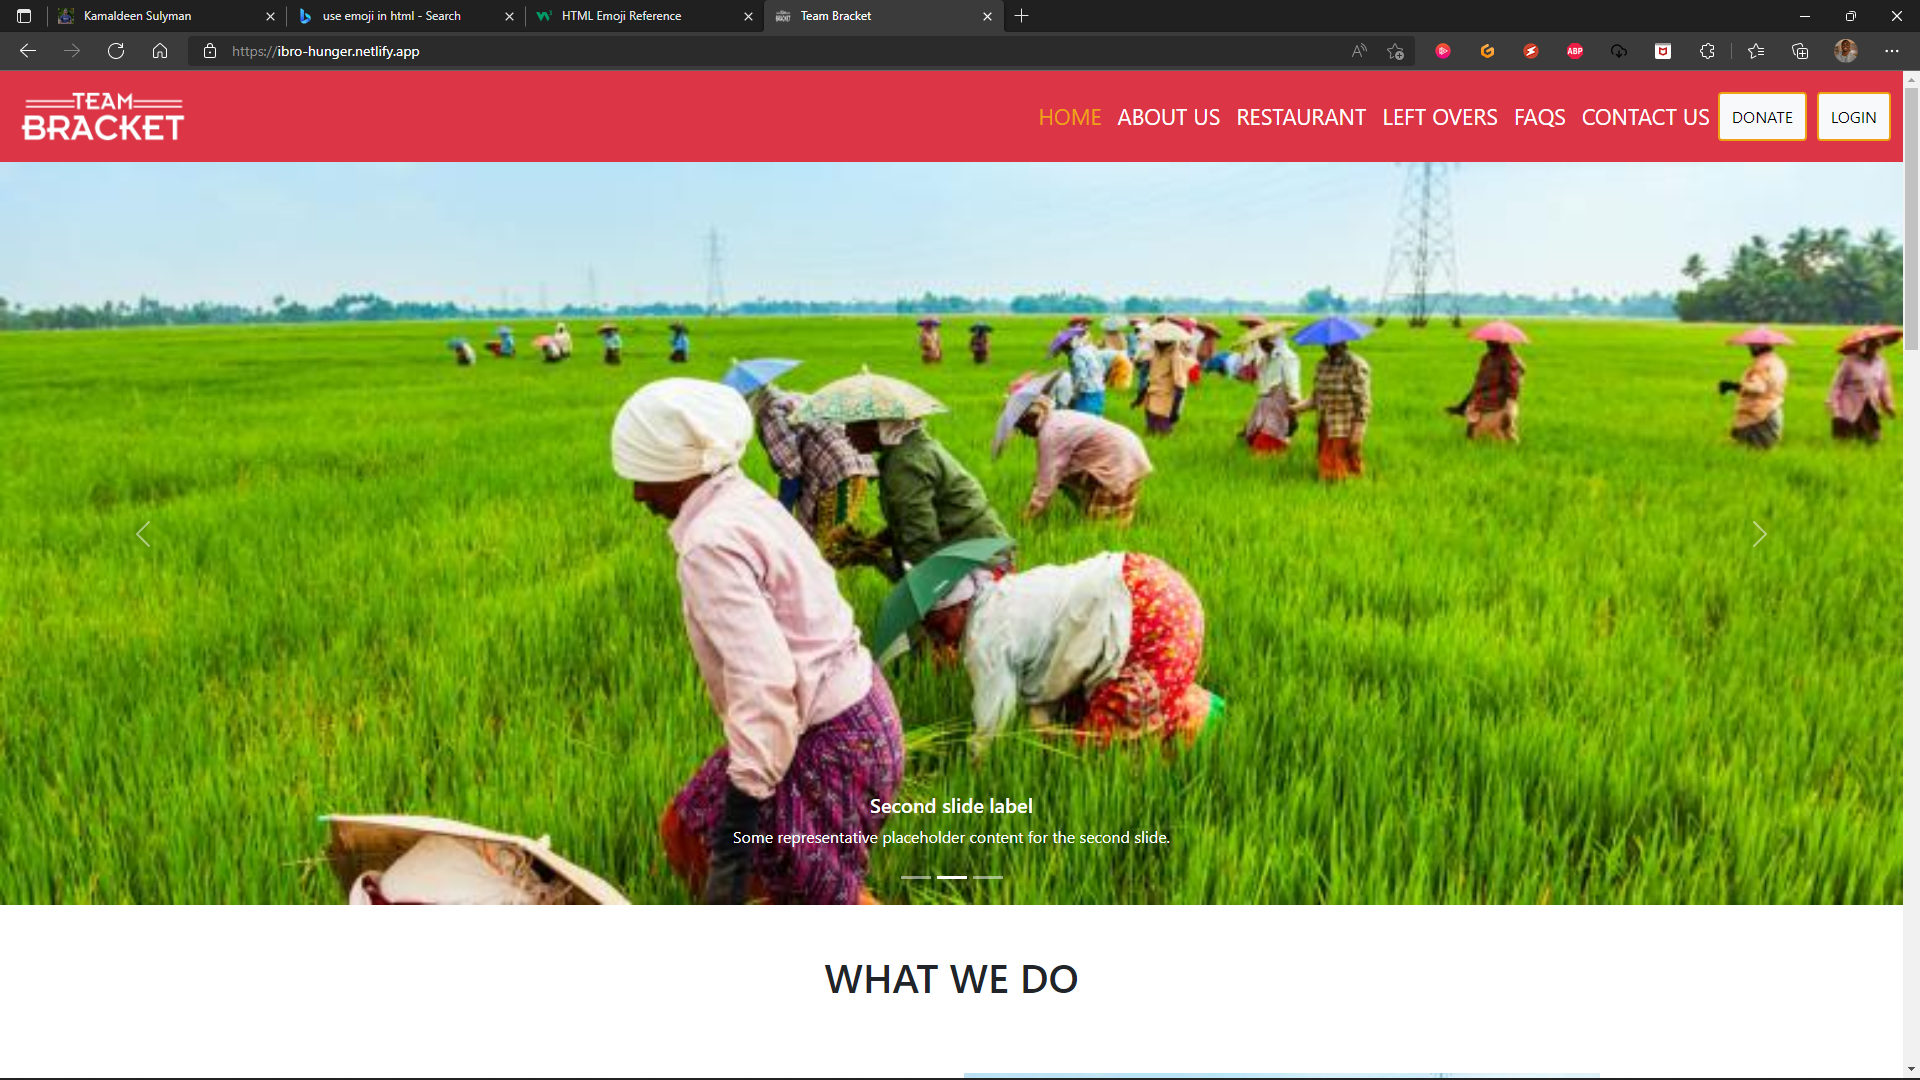 Kamaldeen Sulyman
use emoji in html - Search
HTML Emoji Reference
Team Bracket
https://ibro-hunger.netlify.app
ABP
TEAM
BRACKET
HOME
ABOUT US
RESTAURANT
LEFT OVERS
FAQS
CONTACT US
DONATE
LOGIN
Second slide label
Some representative placeholder content for the second slide.
WHAT WE DO